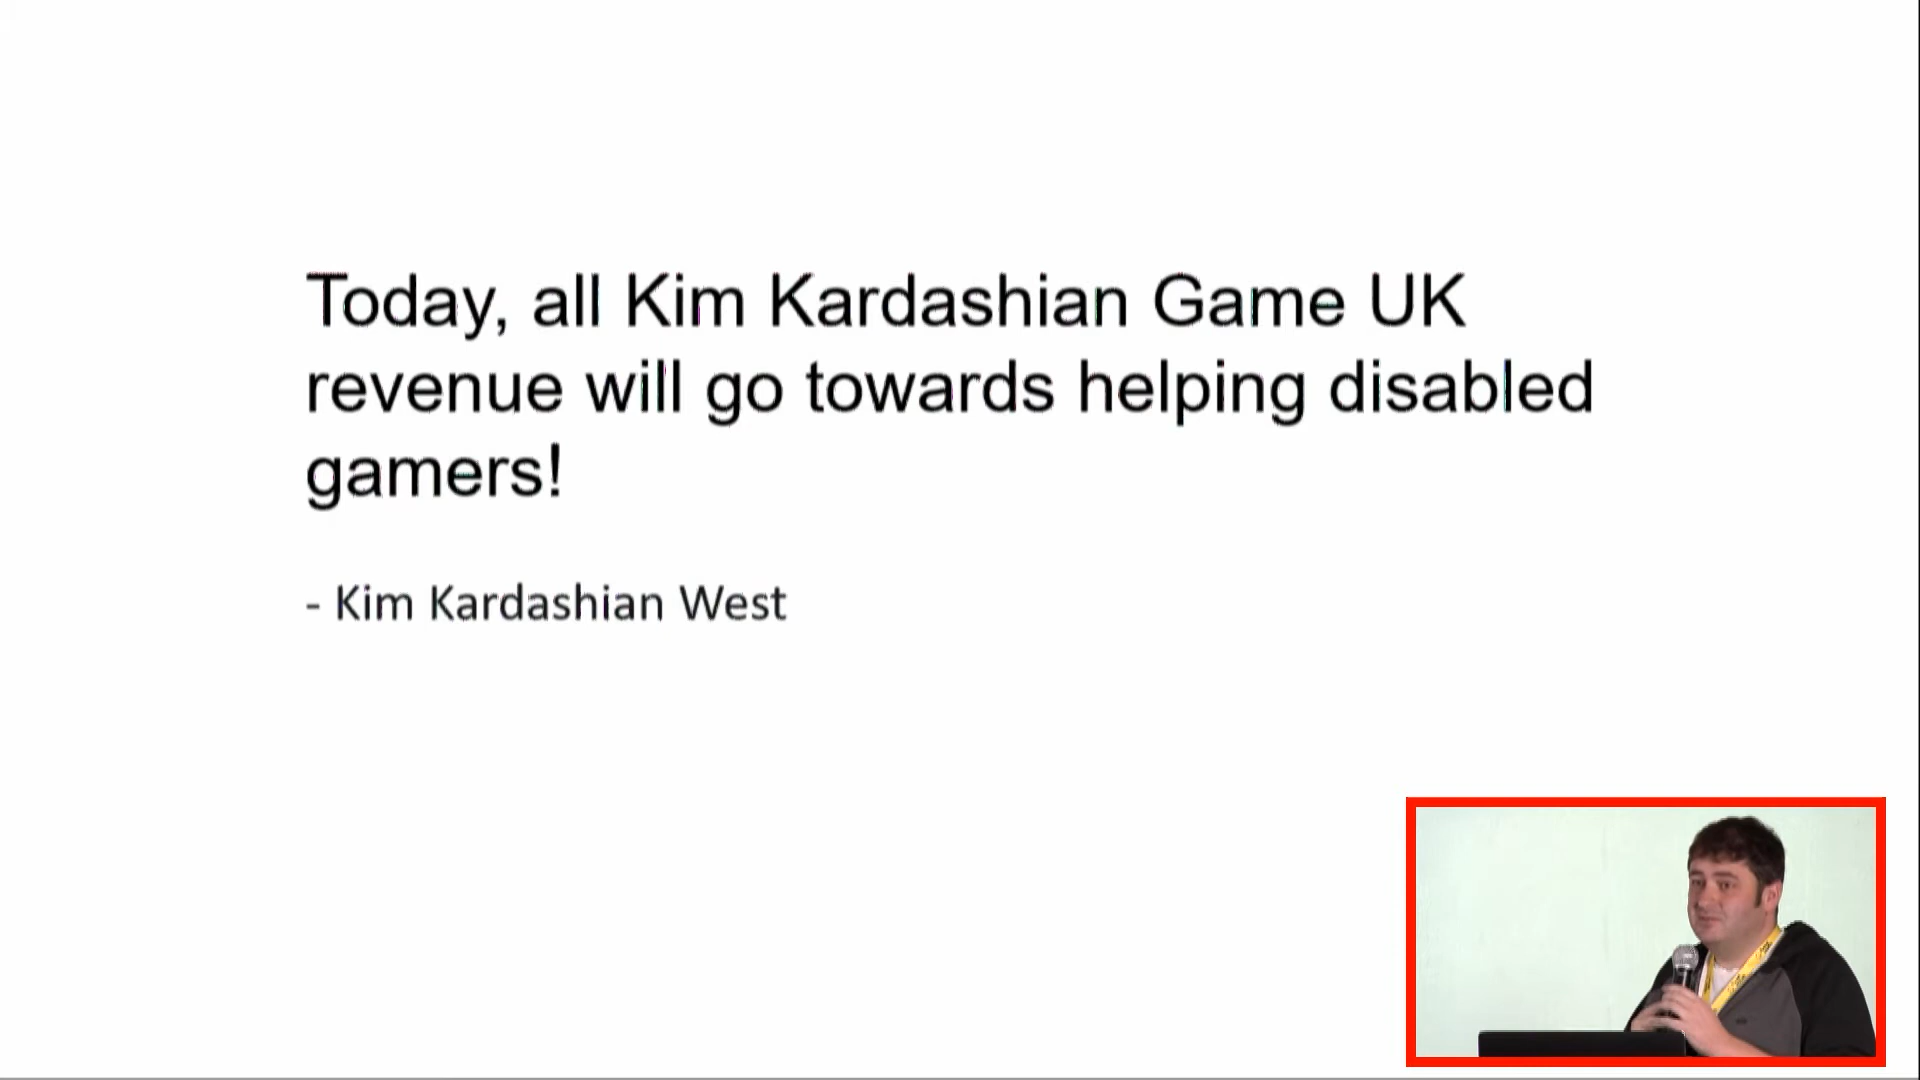 Today, all Kim Kardashian Game UK
revenue will go towards helping disabled
gamers!
- Kim Kardashian West